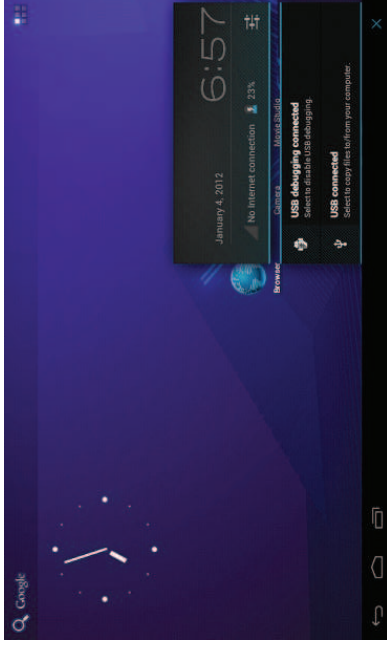 Google
January 4, 2012
6:57
No Internet connection 23%
Browser
Camera
Movie Studio
USB debugging connected
Select to disable USB debugging.
USB connected
Select to copy files to/from your computer.